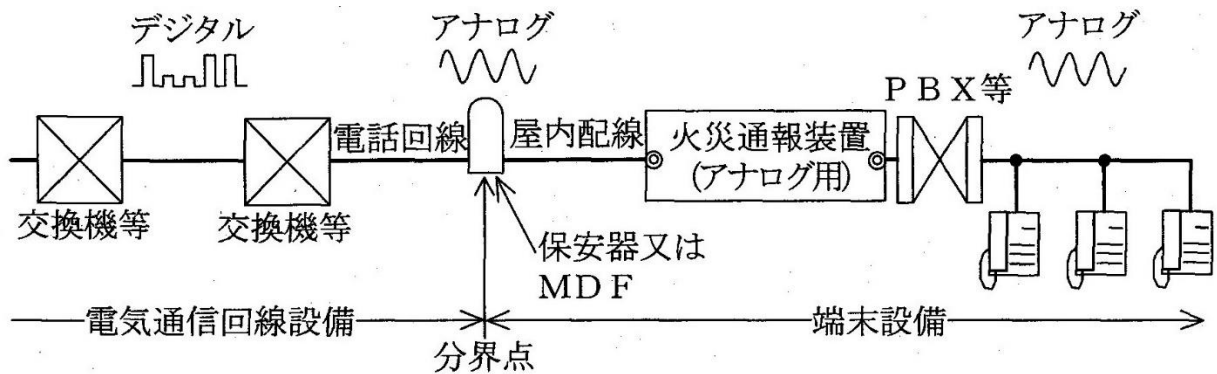 デジタル
アナログ
アナログ
PBX等
電話回線
屋内配線
火災通報装置
(アナログ用)
交換機等
交換機等
保安器又は
MDF
電気通信回線設備
端末設備
分界点